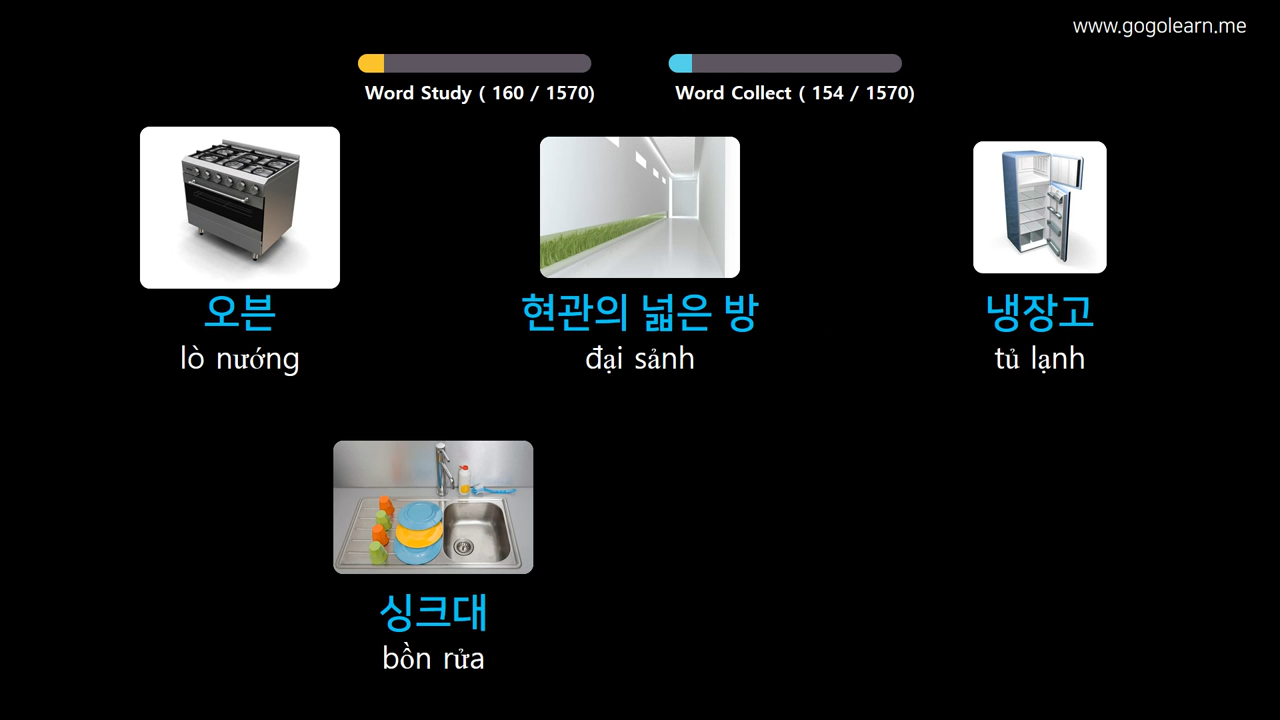 www.gogolearn.me
Word Study ( 160 / 1570)
Word Collect ( 154 / 1570)
오븐
lò nướng
현관의 넓은 방
đại sảnh
냉장고
tủ lạnh
싱크대
bồn rửa